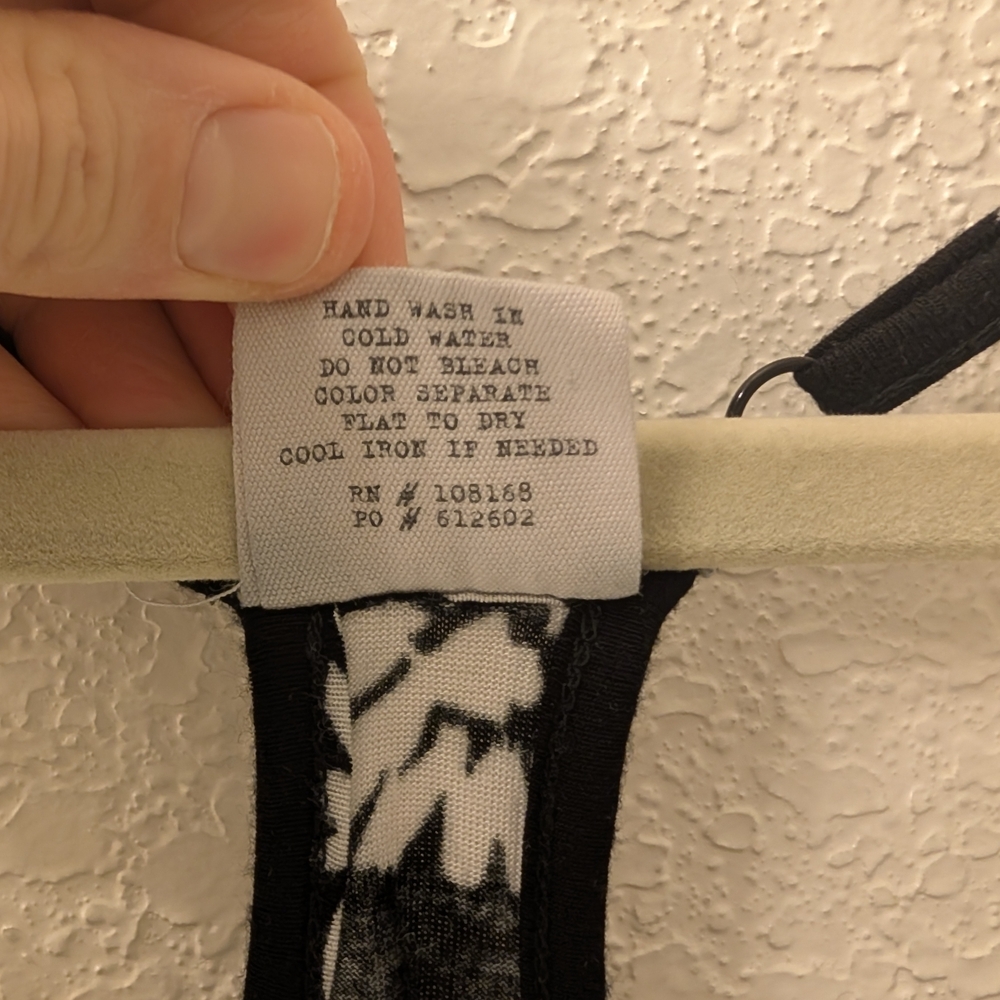 HAND WASH IN
COLD WATER
DO NOT BLEACH
COLOR SEPARATE
FLAT TO DRY
COOL IRON IF NEEDED
RN # 108168
PO # 612602